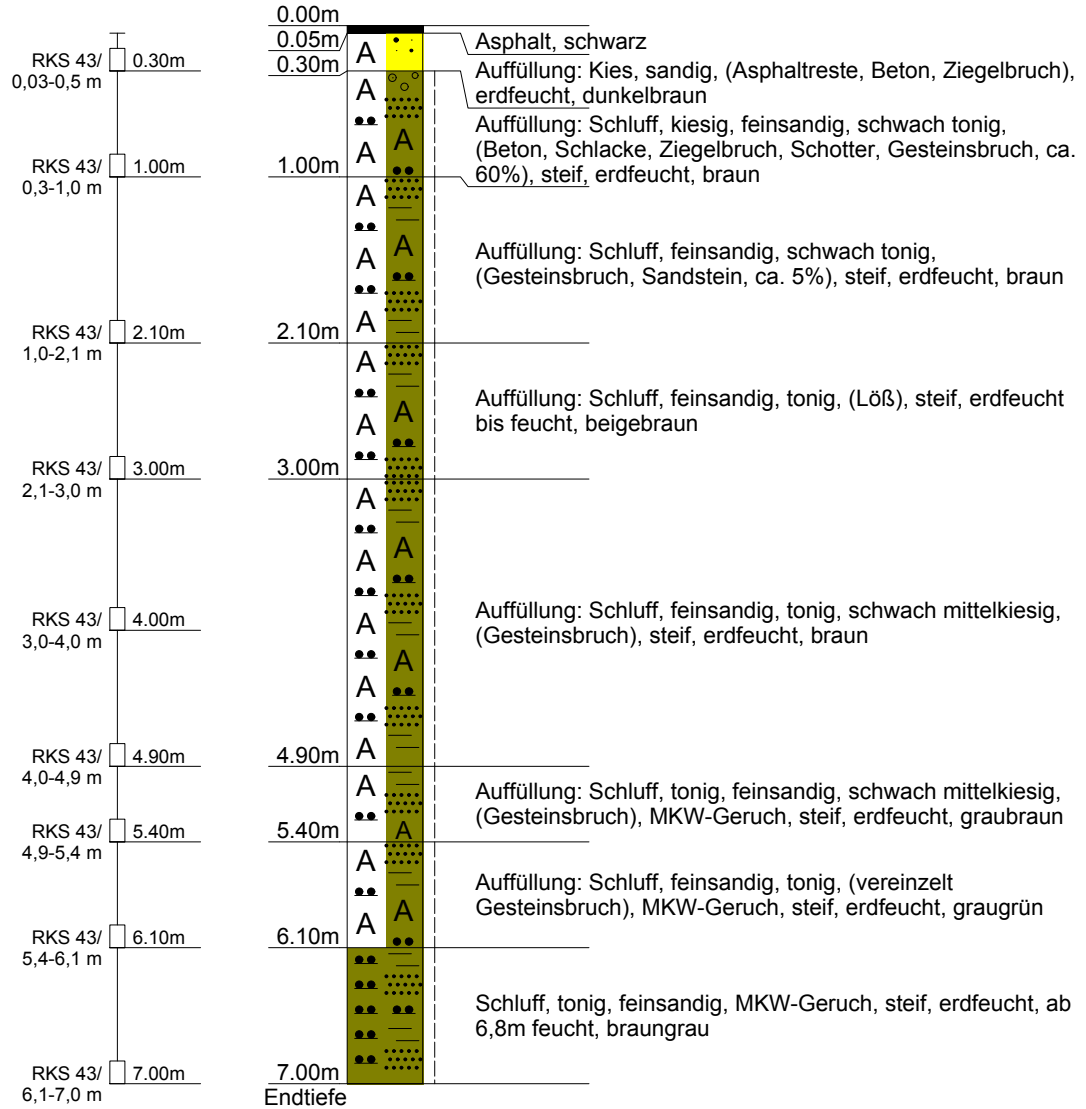 0.00m
0.05m
Asphalt, schwarz
RKS 43/
0,03-0,5 m
0.30m
0.30m
A
Auffüllung: Kies, sandig, (Asphaltreste, Beton, Ziegelbruch),
erdfeucht, dunkelbraun
A
A
A
Auffüllung: Schluff, kiesig, feinsandig, schwach tonig,
(Beton, Schlacke, Ziegelbruch, Schotter, Gesteinsbruch, ca.
60%), steif, erdfeucht, braun
RKS 43/
0,3-1,0 m
1.00m
1.00m
A
A
A
A
Auffüllung: Schluff, feinsandig, schwach tonig,
(Gesteinsbruch, Sandstein, ca. 5%), steif, erdfeucht, braun
RKS 43/
1,0-2,1 m
2.10m
2.10m
A
A
A
Auffüllung: Schluff, feinsandig, tonig, (Löß), steif, erdfeucht
bis feucht, beigebraun
RKS 43/
2,1-3,0 m
3.00m
3.00m
A
A
A
A
A
A
A
Auffüllung: Schluff, feinsandig, tonig, schwach mittelkiesig,
(Gesteinsbruch), steif, erdfeucht, braun
RKS 43/
3,0-4,0 m
4.00m
RKS 43/
4,0-4,9 m
4.90m
4.90m
A
A
Auffüllung: Schluff, tonig, feinsandig, schwach mittelkiesig,
(Gesteinsbruch), MKW-Geruch, steif, erdfeucht, graubraun
RKS 43/
4,9-5,4 m
5.40m
5.40m
A
A
A
Auffüllung: Schluff, feinsandig, tonig, (vereinzelt
Gesteinsbruch), MKW-Geruch, steif, erdfeucht, graugrün
RKS 43/
5,4-6,1 m
6.10m
6.10m
Schluff, tonig, feinsandig, MKW-Geruch, steif, erdfeucht, ab
6,8m feucht, braungrau
RKS 43/
6,1-7,0 m
7.00m
7.00m
Endtiefe